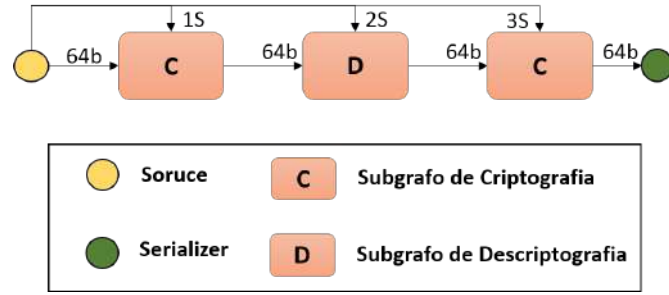 1S 2S 3S
64b C 64b D 64b C 64b
Soruce C Subgrafo de Criptografia
Serializer D Subgrafo de Descriptografia